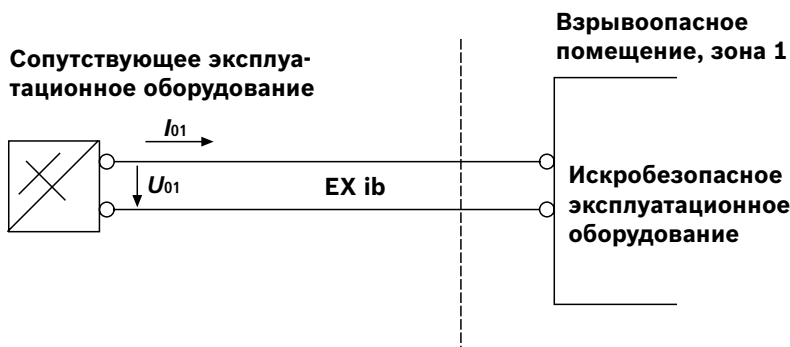 Взрывоопасное
помещение, зона 1
Сопутствующее эксплуа-
тационное оборудование
I01
U01
EX ib
Искробезопасное
эксплуатационное
оборудование